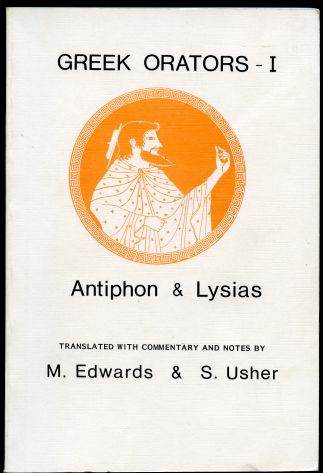 GREEK ORATORS - I
Antiphon & Lysias
TRANSLATED WITH COMMENTARY AND NOTES BY
M. Edwards & S. Usher